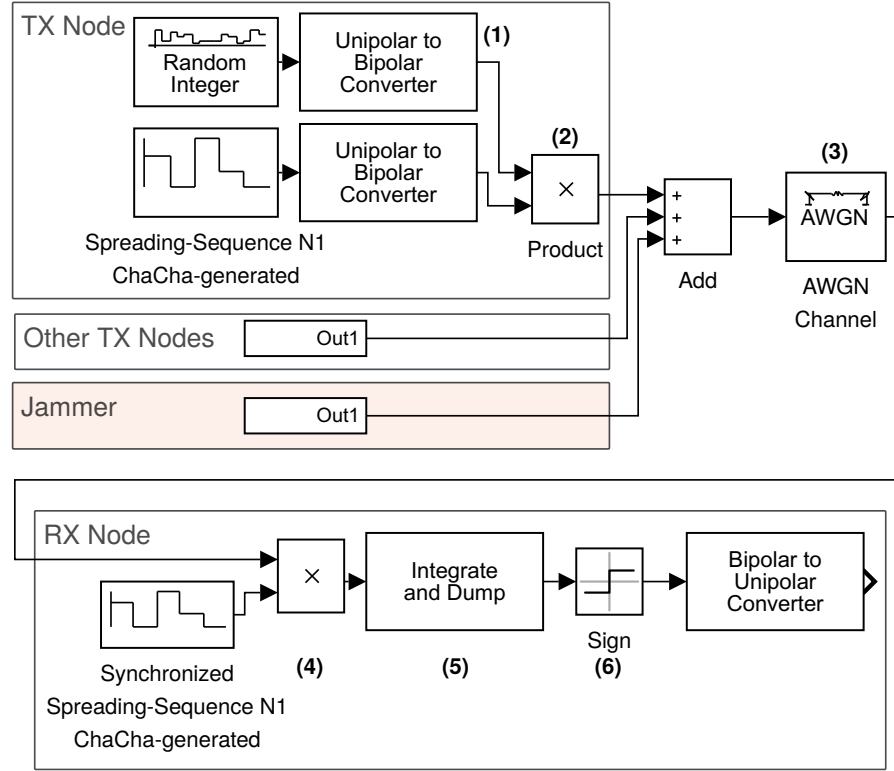 TX Node
Random
Integer
Unipolar to
Bipolar
Converter
(1)
Unipolar to
Bipolar
Converter
Spreading-Sequence N1
ChaCha-generated
(2)
×
Product
+
+
+
Add
(3)
AWGN
AWGN
Channel
Other TX Nodes
Out1
Jammer
Out1
RX Node
Synchronized
Spreading-Sequence N1
ChaCha-generated
×
(4)
Integrate
and Dump
(5)
Sign
(6)
Bipolar to
Unipolar
Converter